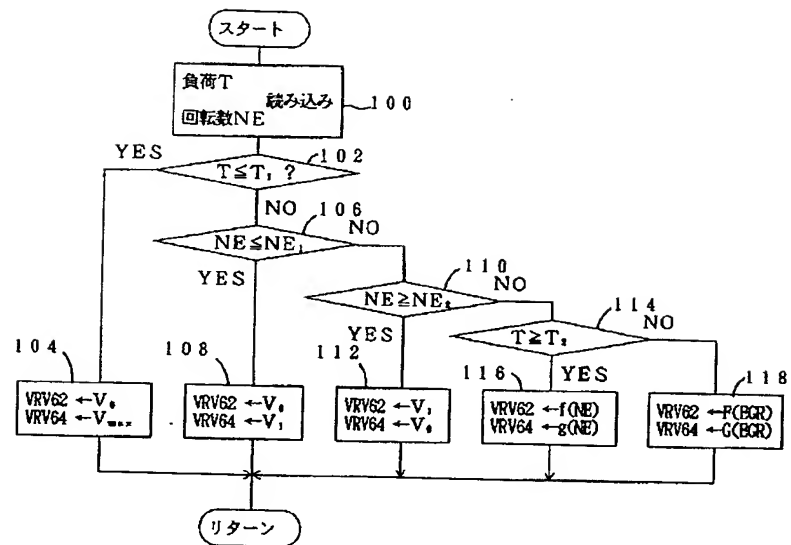 スタート
負荷T
読み込み
回転数NE
100
YES
102
T≦T₁ ?
NO
106
NO
NE≦NE₁
YES
110
NO
NE≧NE₂
YES
114
NO
T≧T₂
YES
104
VRV62 ←V₀
VRV64 ←Vmax
108
VRV62 ←V₀
VRV64 ←V₁
112
VRV62 ←V₁
VRV64 ←V₀
116
VRV62 ←f(NE)
VRV64 ←g(NE)
118
VRV62 ←F(EGR)
VRV64 ←G(EGR)
リターン